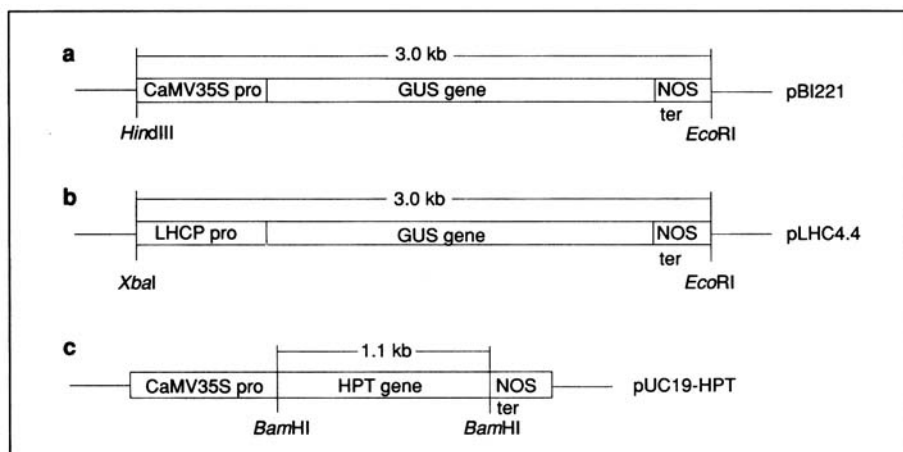 a
3.0 kb
CaMV35S pro GUS gene NOS pBI221
ter
HindIII EcoRI
b
3.0 kb
LHCP pro GUS gene NOS pLHC4.4
ter
XbaI EcoRI
c
1.1 kb
CaMV35S pro HPT gene NOS pUC19-HPT
ter
BamHI BamHI